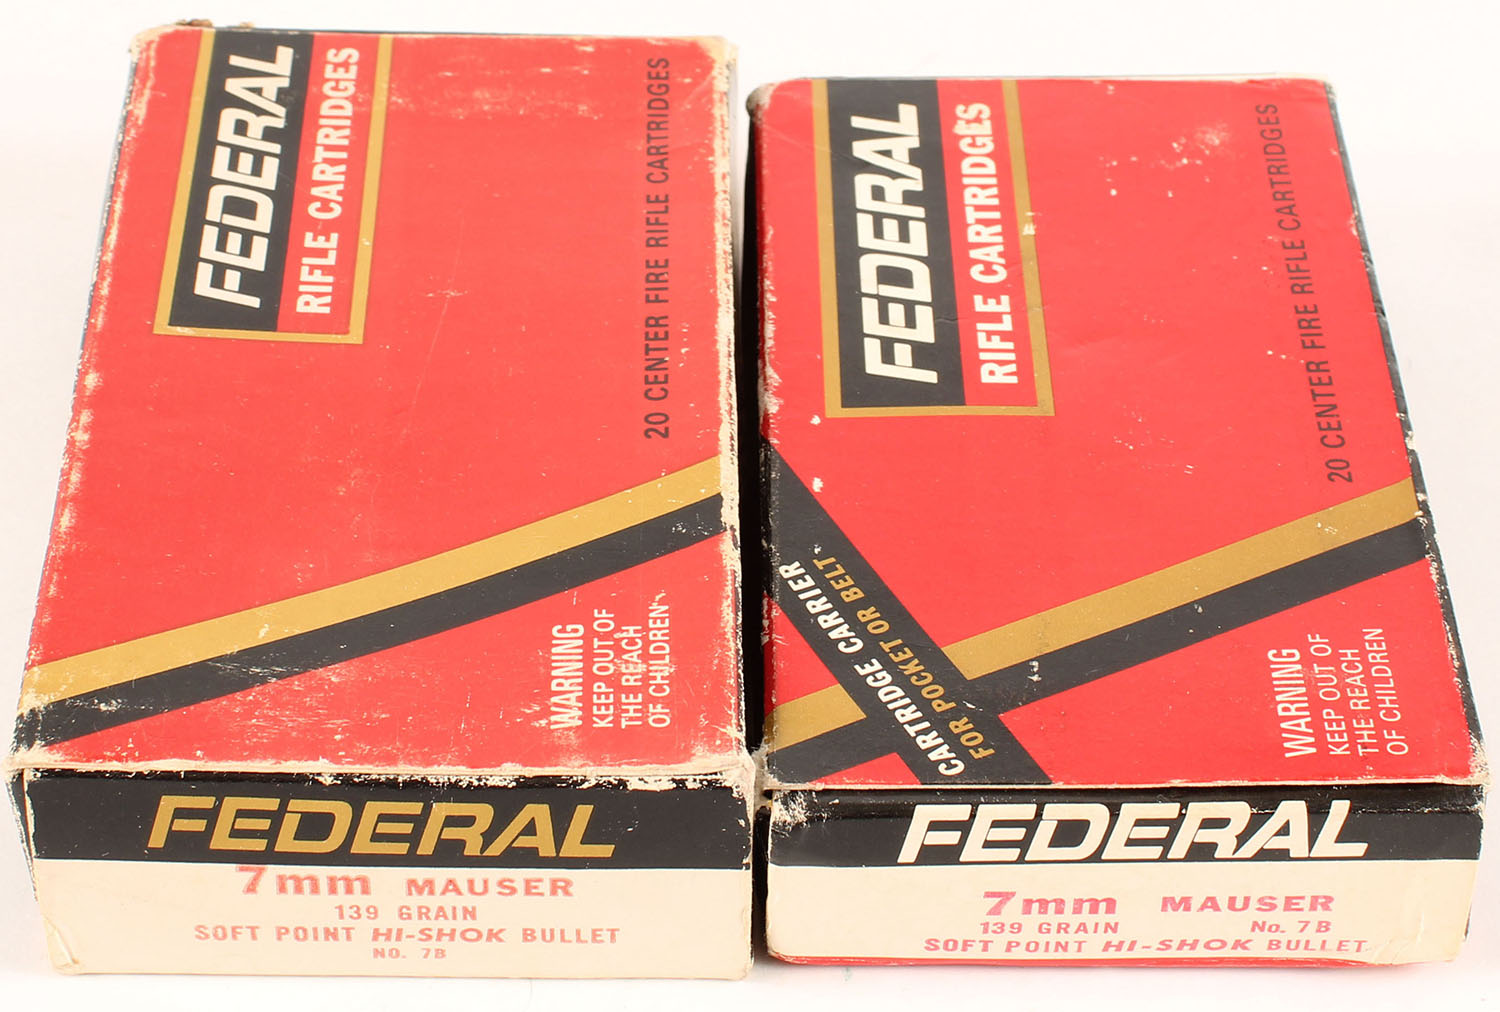 FEDERAL
RIFLE CARTRIDGES
20 CENTER FIRE RIFLE CARTRIDGES
WARNING
KEEP OUT OF
THE REACH
OF CHILDREN
FEDERAL
7mm MAUSER
139 GRAIN
SOFT POINT HI-SHOK BULLET
NO. 7B
FEDERAL
RIFLE CARTRIDGES
20 CENTER FIRE RIFLE CARTRIDGES
CARTRIDGE CARRIER
FOR POCKET OR BELT
WARNING
KEEP OUT OF
THE REACH
OF CHILDREN
FEDERAL
7mm MAUSER
139 GRAIN No. 7B
SOFT POINT HI-SHOK BULLET